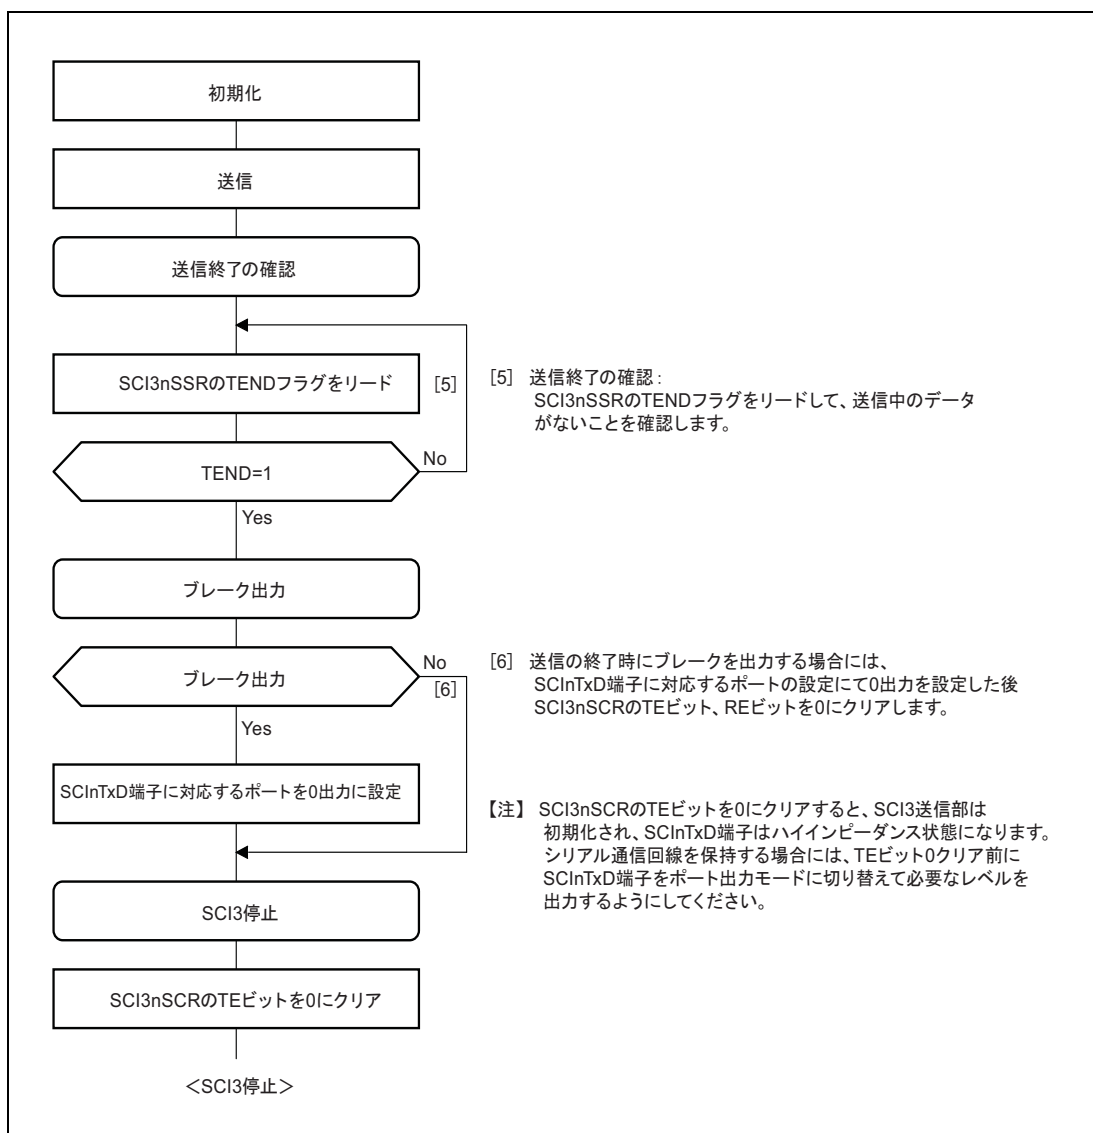 初期化
送信
送信終了の確認
SCI3nSSRのTENDフラグをリード
[5]
[5] 送信終了の確認：
SCI3nSSRのTENDフラグをリードして、送信中のデータ
がないことを確認します。
TEND=1
No
Yes
ブレーク出力
ブレーク出力
No
[6]
Yes
[6] 送信の終了時にブレークを出力する場合には、
SCInTxD端子に対応するポートの設定にて0出力を設定した後
SCI3nSCRのTEビット、REビットを0にクリアします。
SCInTxD端子に対応するポートを0出力に設定
【注】 SCI3nSCRのTEビットを0にクリアすると、SCI3送信部は
初期化され、SCInTxD端子はハイインピーダンス状態になります。
シリアル通信回線を保持する場合には、TEビット0クリア前に
SCInTxD端子をポート出力モードに切り替えて必要なレベルを
出力するようにしてください。
SCI3停止
SCI3nSCRのTEビットを0にクリア
＜SCI3停止＞